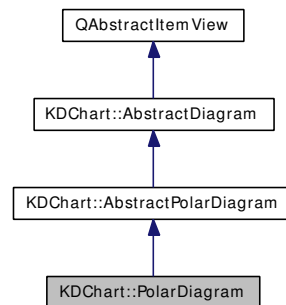 QAbstractItemView
KDChart::AbstractDiagram
KDChart::AbstractPolarDiagram
KDChart::PolarDiagram